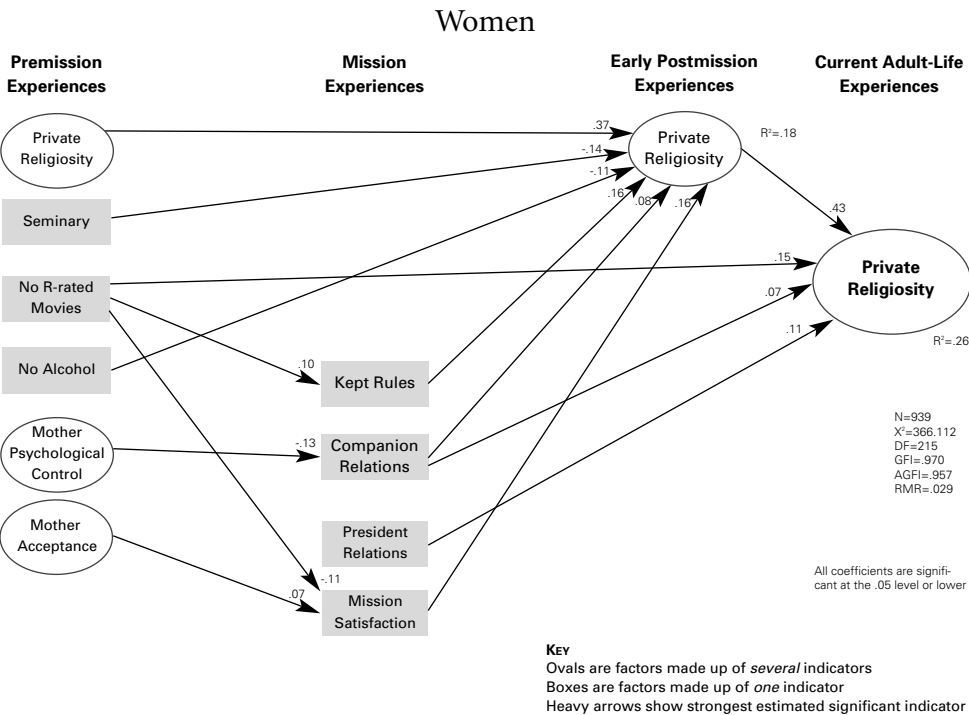 Women
Premission
Experiences
Mission
Experiences
Early Postmission
Experiences
Current Adult-Life
Experiences
Private
Religiosity
Seminary
No R-rated
Movies
No Alcohol
Mother
Psychological
Control
Mother
Acceptance
.10
-.13
-.11
.07
Kept Rules
Companion
Relations
President
Relations
Mission
Satisfaction
.37
-.14
-.11
.16
.08
.16
Private
Religiosity
R²=.18
.43
.15
.07
.11
Private
Religiosity
R²=.26
N=939
X²=366.112
DF=215
GFI=.970
AGFI=.957
RMR=.029
All coefficients are signifi-
cant at the .05 level or lower
KEY
Ovals are factors made up of several indicators
Boxes are factors made up of one indicator
Heavy arrows show strongest estimated significant indicator